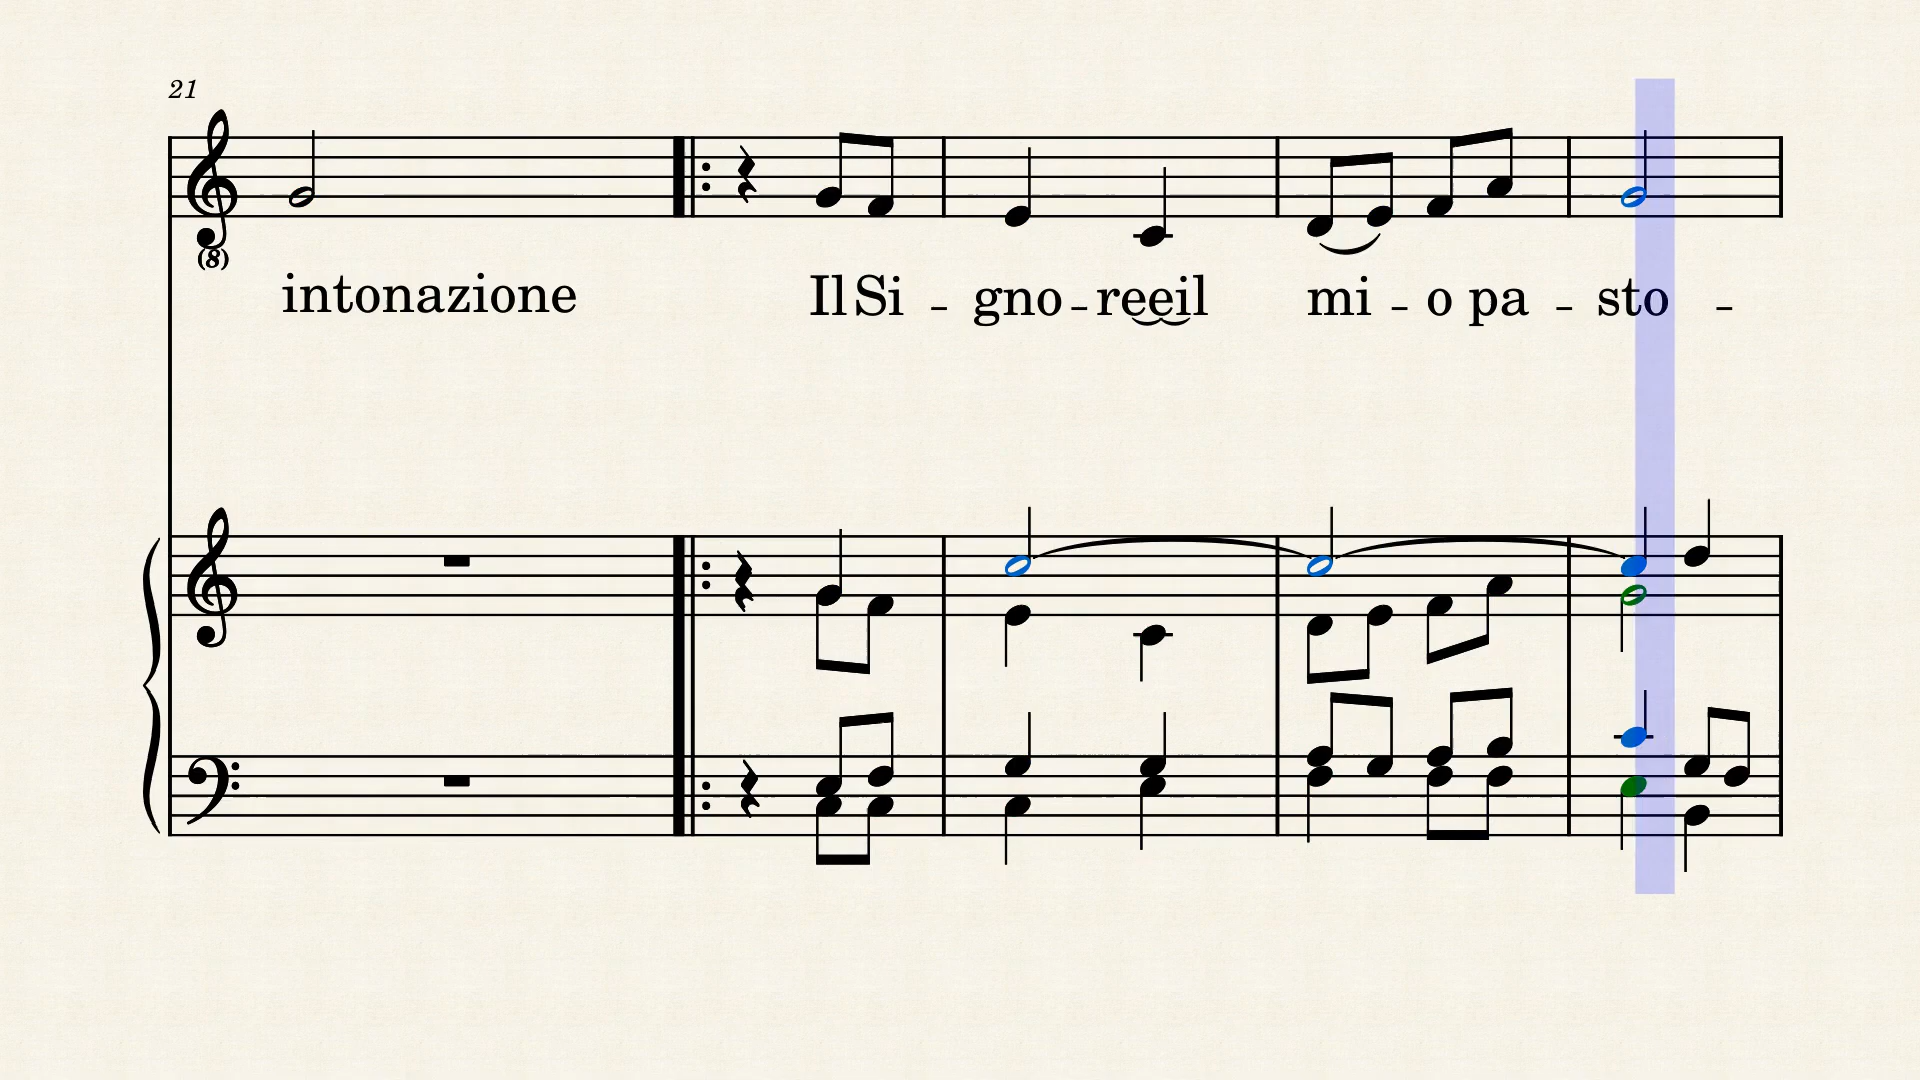 21
(8)
intonazione Il Si - gno - re‿e‿il mi - o pa - sto -